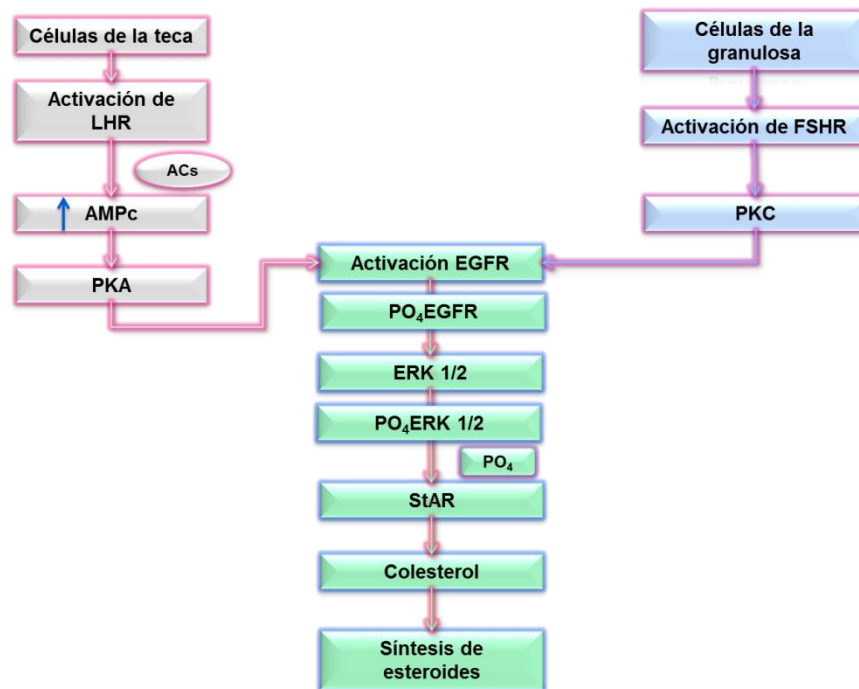 Células de la teca
Activación de
LHR
ACs
AMPc
PKA
Células de la
granulosa
Activación de FSHR
PKC
Activación EGFR
PO₄EGFR
ERK 1/2
PO₄ERK 1/2
PO₄
StAR
Colesterol
Síntesis de
esteroides